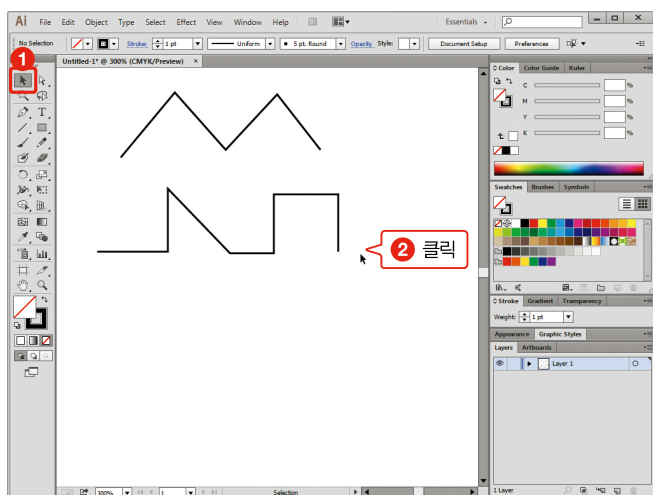 Ai File Edit Object Type Select Effect View Window Help Essentials
No Selection Stroke: 1 pt Uniform 5 pt. Round Opacity Style: Document Setup Preferences
1
Untitled-1* @ 300% (CMYK/Preview) ×
Color Color Guide Kuler
C %
M %
Y %
K %
Swatches Brushes Symbols
2 클릭
Stroke Gradient Transparency
Weight: 1 pt
Appearance Graphic Styles
Layers Artboards
Layer 1
300% 1 Selection
1 Layer